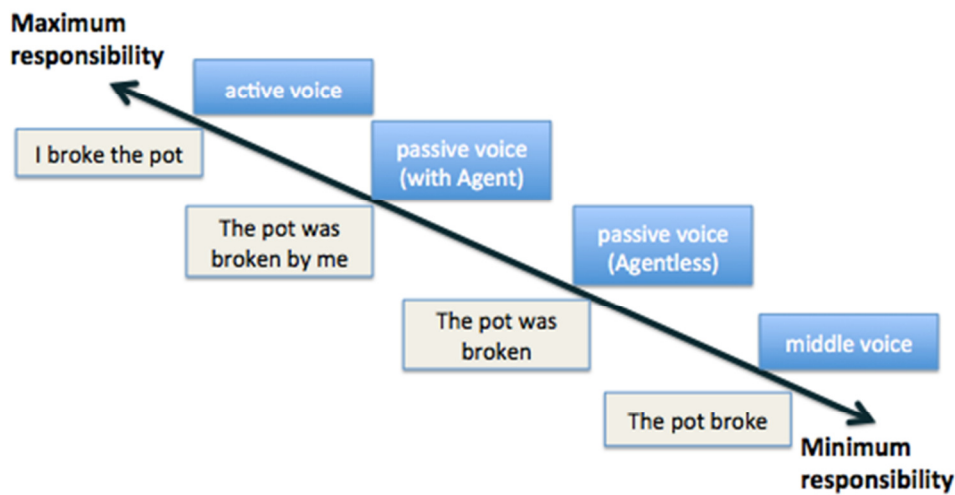 Maximum
responsibility
active voice
I broke the pot
passive voice
(with Agent)
The pot was
broken by me
passive voice
(Agentless)
The pot was
broken
middle voice
The pot broke
Minimum
responsibility